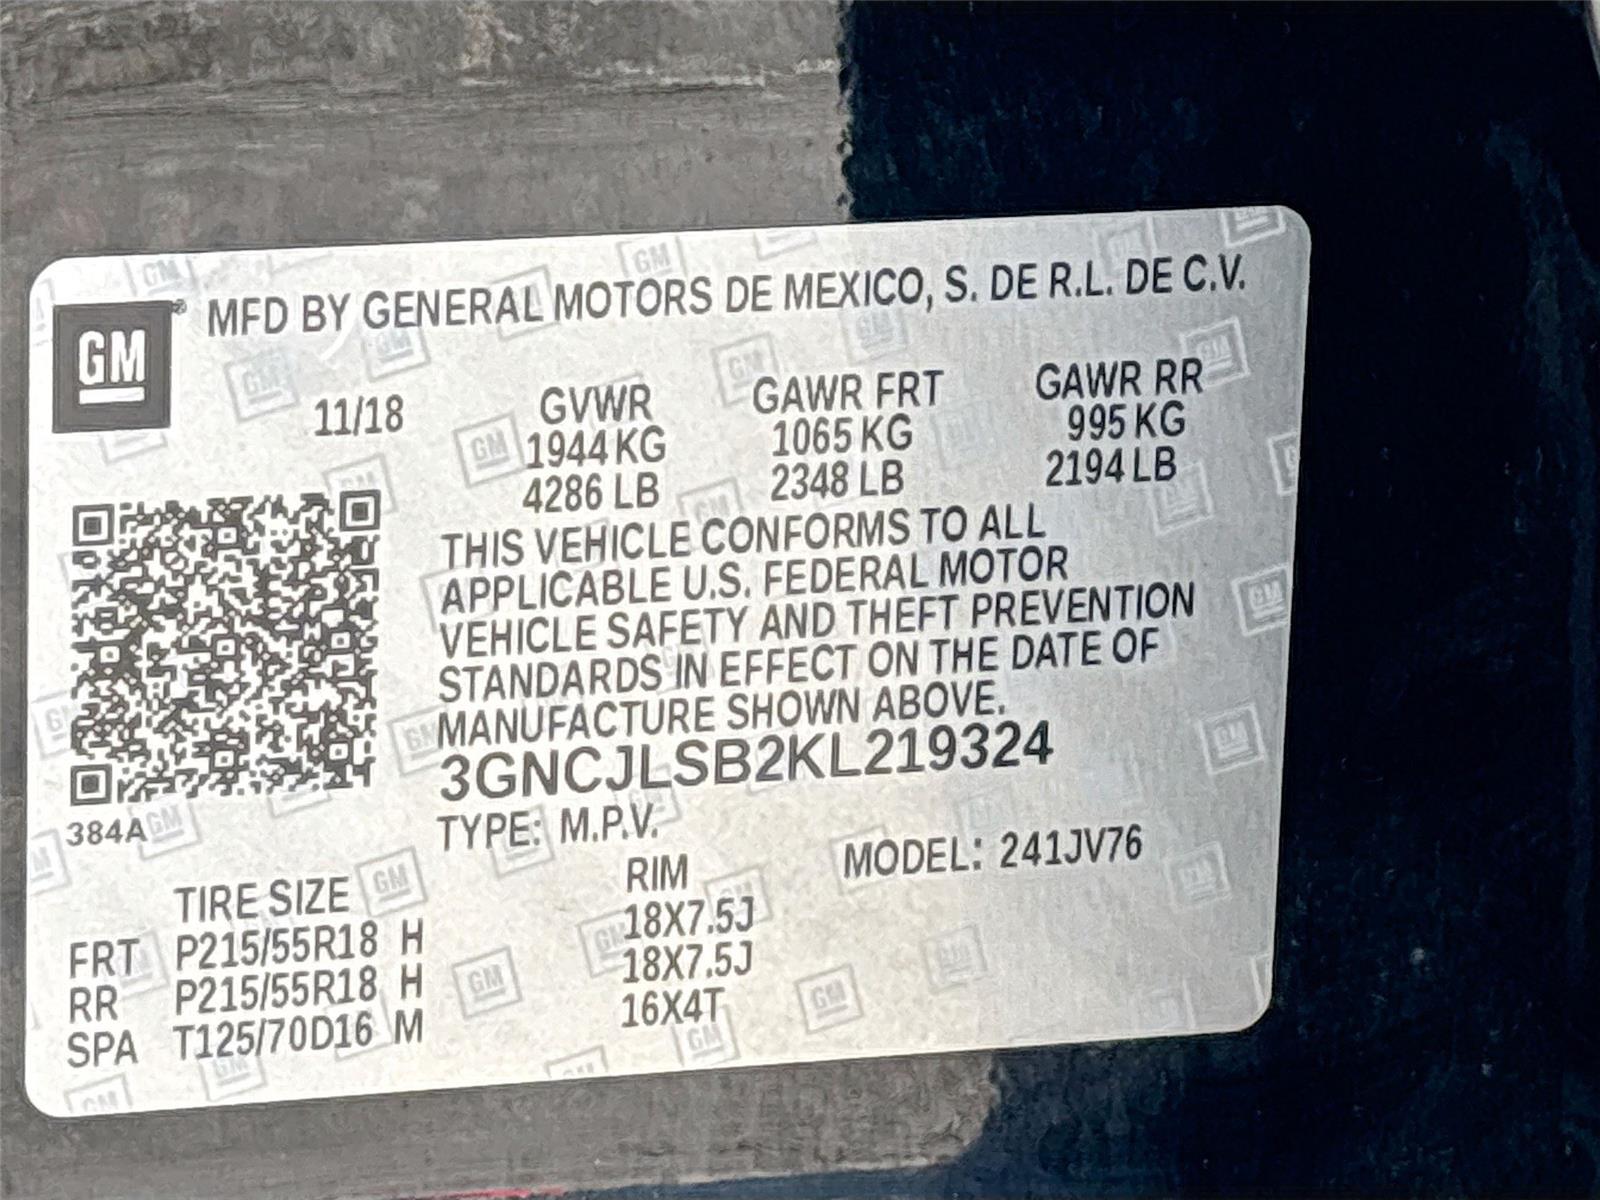 GM® MFD BY GENERAL MOTORS DE MEXICO, S. DE R.L. DE C.V.
11/18 GVWR GAWR FRT GAWR RR
1944 KG 1065 KG 995 KG
4286 LB 2348 LB 2194 LB
THIS VEHICLE CONFORMS TO ALL
APPLICABLE U.S. FEDERAL MOTOR
VEHICLE SAFETY AND THEFT PREVENTION
STANDARDS IN EFFECT ON THE DATE OF
MANUFACTURE SHOWN ABOVE.
3GNCJLSB2KL219324
384A TYPE: M.P.V.
MODEL: 241JV76
TIRE SIZE RIM
FRT P215/55R18 H 18X7.5J
RR P215/55R18 H 18X7.5J
SPA T125/70D16 M 16X4T